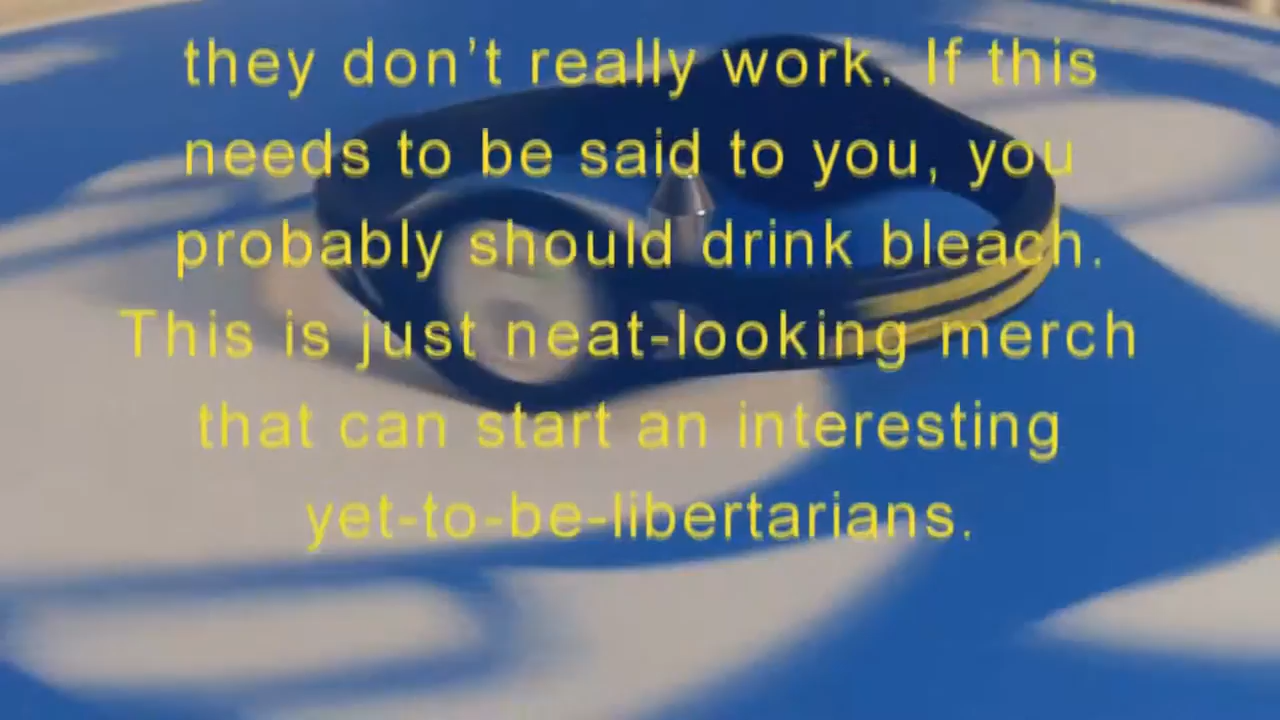 they don’t really work. If this
needs to be said to you, you
probably should drink bleach.
This is just neat-looking merch
that can start an interesting
yet-to-be-libertarians.